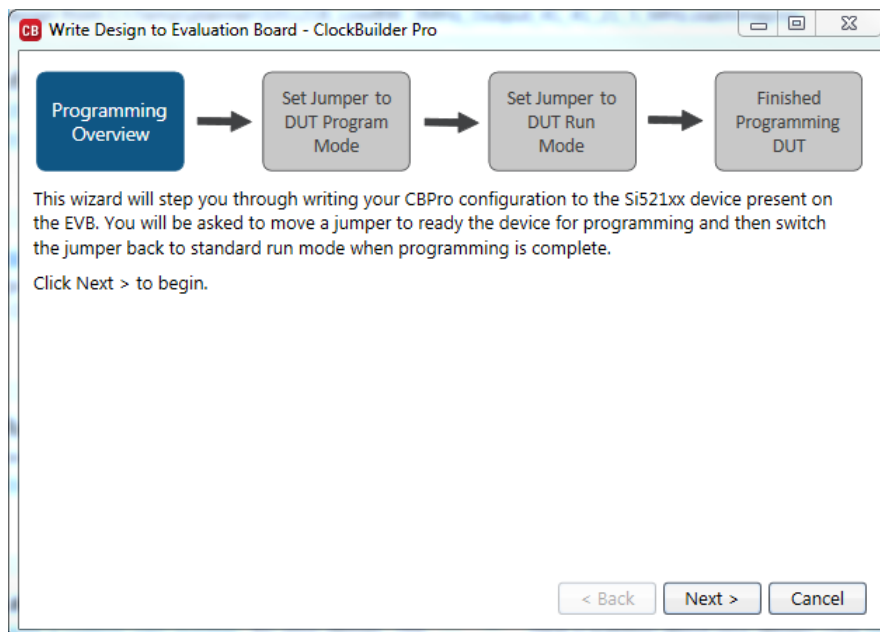 CB Write Design to Evaluation Board - ClockBuilder Pro
Programming
Overview
Set Jumper to
DUT Program
Mode
Set Jumper to
DUT Run
Mode
Finished
Programming
DUT
This wizard will step you through writing your CBPro configuration to the Si521xx device present on
the EVB. You will be asked to move a jumper to ready the device for programming and then switch
the jumper back to standard run mode when programming is complete.
Click Next > to begin.
< Back
Next >
Cancel